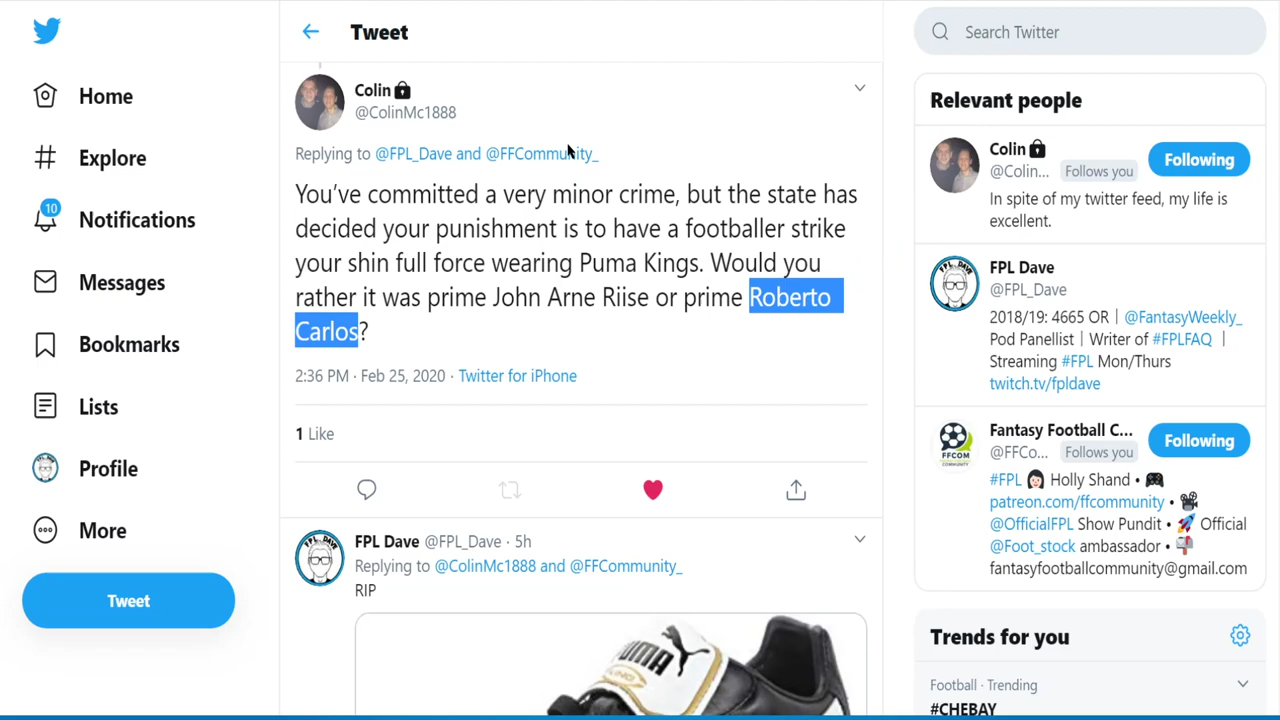 Tweet
Search Twitter
Home
Explore
10
Notifications
Messages
Bookmarks
Lists
Profile
More
Tweet
Colin
@ColinMc1888
Replying to @FPL_Dave and @FFCommunity_
You’ve committed a very minor crime, but the state has
decided your punishment is to have a footballer strike
your shin full force wearing Puma Kings. Would you
rather it was prime John Arne Riise or prime Roberto
Carlos?
2:36 PM · Feb 25, 2020 · Twitter for iPhone
1 Like
FPL Dave @FPL_Dave · 5h
Replying to @ColinMc1888 and @FFCommunity_
RIP
PUMA
KING
Relevant people
Colin
@Colin... Follows you
Following
In spite of my twitter feed, my life is
excellent.
FPL Dave
@FPL_Dave
2018/19: 4665 OR | @FantasyWeekly_
Pod Panellist | Writer of #FPLFAQ |
Streaming #FPL Mon/Thurs
twitch.tv/fpldave
FFCOM
COMMUNITY
Fantasy Football C...
@FFCo... Follows you
Following
#FPL Holly Shand •
patreon.com/ffcommunity •
@OfficialFPL Show Pundit • Official
@Foot_stock ambassador •
fantasyfootballcommunity@gmail.com
Trends for you
Football · Trending
#CHEBAY